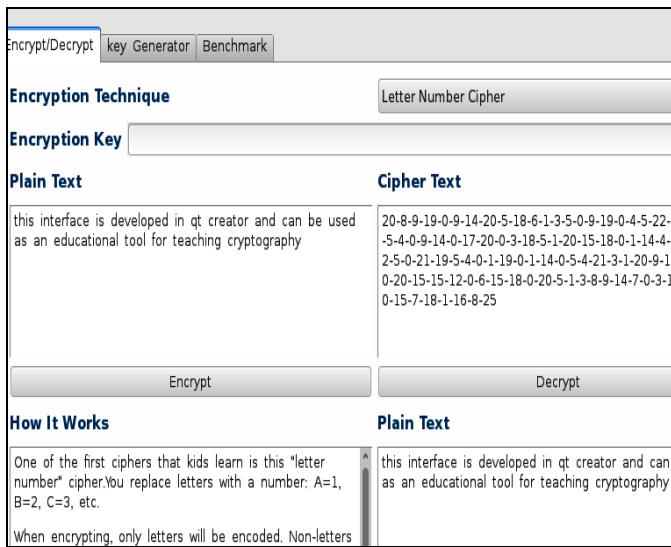 Encrypt/Decrypt key Generator Benchmark
Encryption Technique Letter Number Cipher
Encryption Key
Plain Text
this interface is developed in qt creator and can be used
as an educational tool for teaching cryptography
Cipher Text
20-8-9-19-0-9-14-20-5-18-6-1-3-5-0-9-19-0-4-5-22-
-5-4-0-9-14-0-17-20-0-3-18-5-1-20-15-18-0-1-14-4-
2-5-0-21-19-5-4-0-1-19-0-1-14-0-5-4-21-3-1-20-9-1
0-20-15-15-12-0-6-15-18-0-20-5-1-3-8-9-14-7-0-3-1
0-15-7-18-1-16-8-25
Encrypt Decrypt
How It Works
One of the first ciphers that kids learn is this "letter
number" cipher.You replace letters with a number: A=1,
B=2, C=3, etc.
When encrypting, only letters will be encoded. Non-letters
Plain Text
this interface is developed in qt creator and can
as an educational tool for teaching cryptography